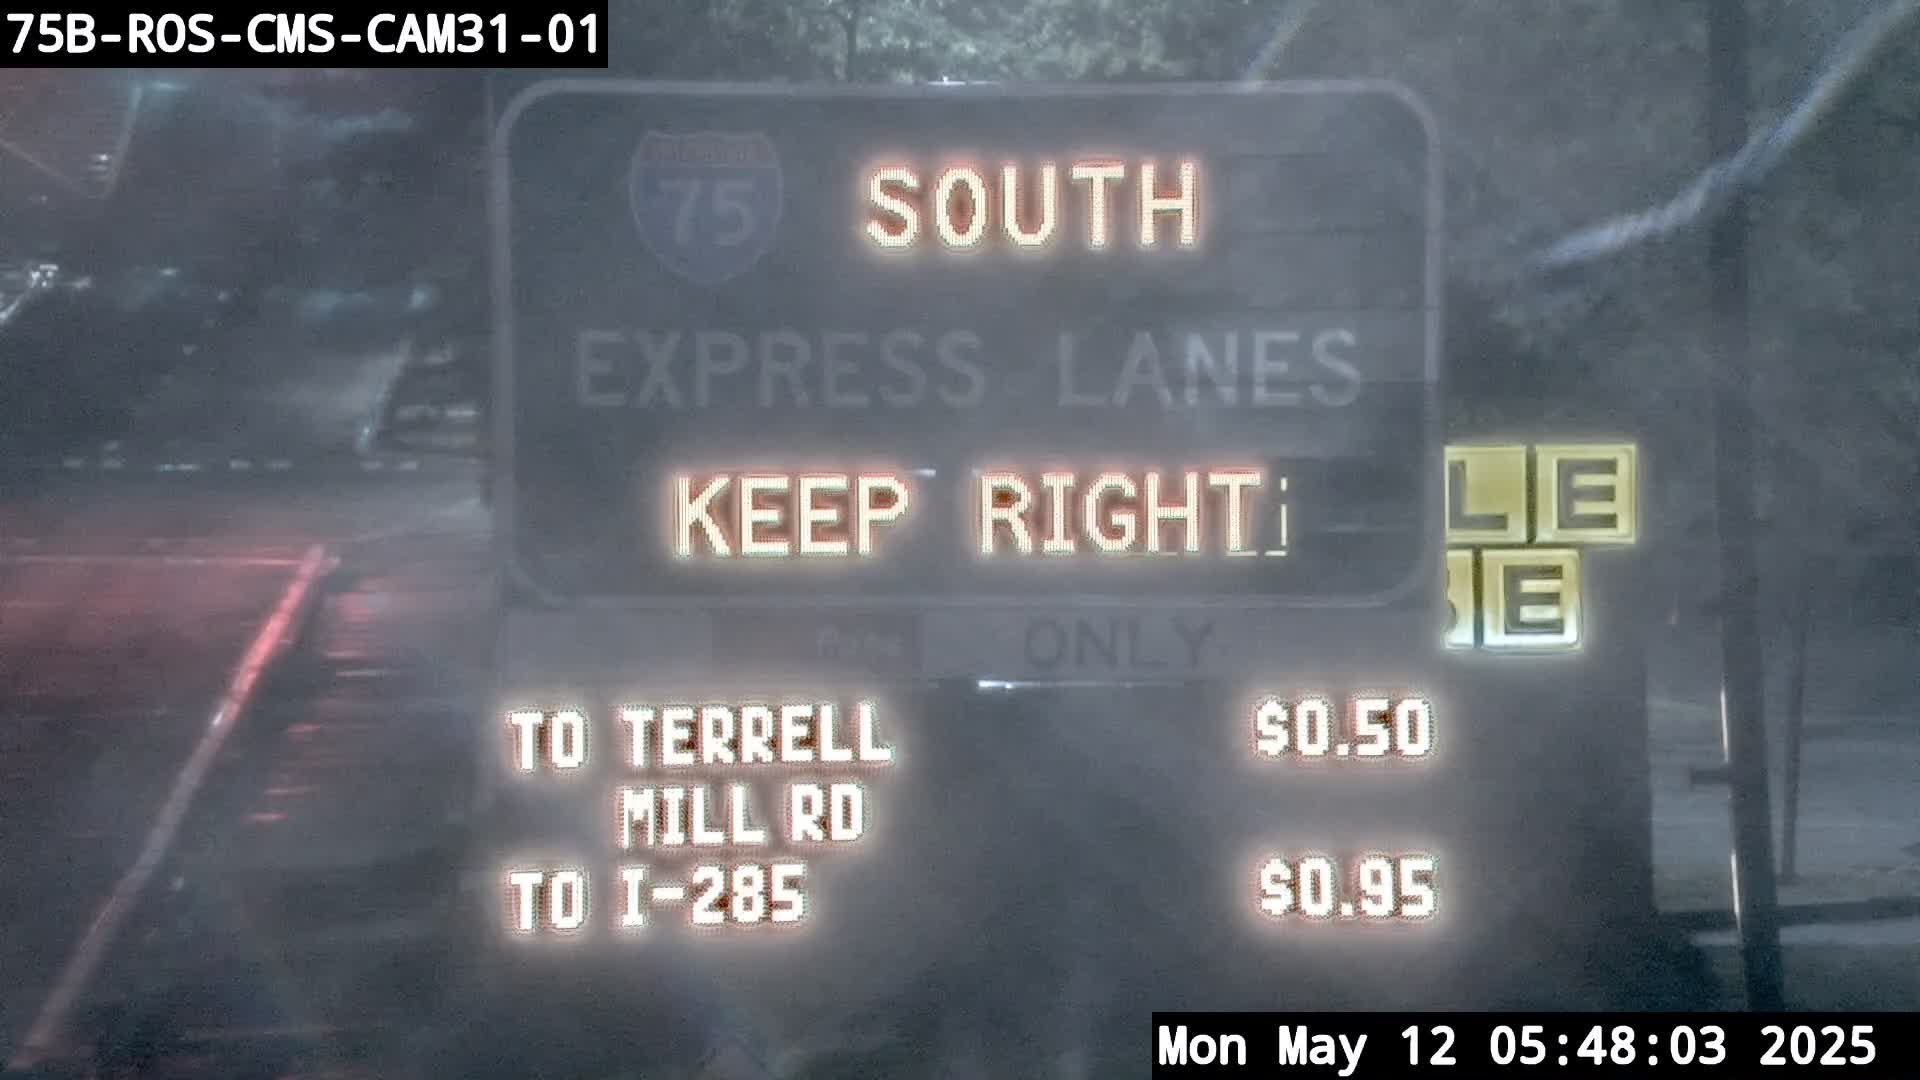 75B-ROS-CMS-CAM31-01
75 SOUTH
EXPRESS LANES
KEEP RIGHT
LE
E
ONLY
TO TERRELL $0.50
MILL RD
TO I-285 $0.95
Mon May 12 05:48:03 2025